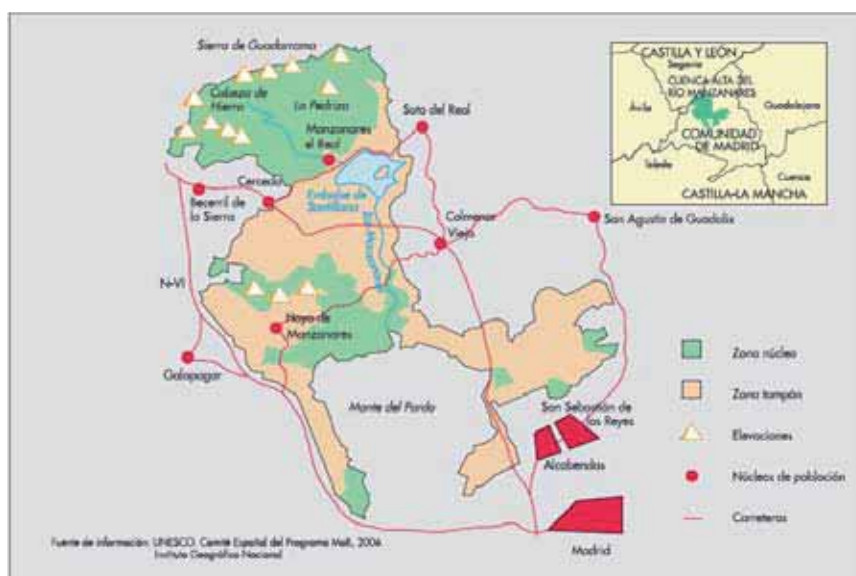 Sierra de Guadarrama
Cabeza de
Hierro
La Pedriza
Soto del Real
Manzanares
el Real
Cerceda
Becerril de
la Sierra
Embalse de
Santillana
Río Manzanares
Colmenar
Viejo
San Agustín de Guadalix
N-VI
Hoyo de
Manzanares
Galapagar
Monte del Pardo
San Sebastián de
los Reyes
Alcobendas
Madrid
CASTILLA Y LEÓN
Segovia
CUENCA ALTA DEL
RÍO MANZANARES
Ávila
Guadalajara
COMUNIDAD
DE MADRID
Toledo
Cuenca
CASTILLA-LA MANCHA
Zona núcleo
Zona tampón
Elevaciones
Núcleos de población
Carreteras
Fuente de información: UNESCO. Comité Español del Programa MaB, 2006
Instituto Geográfico Nacional